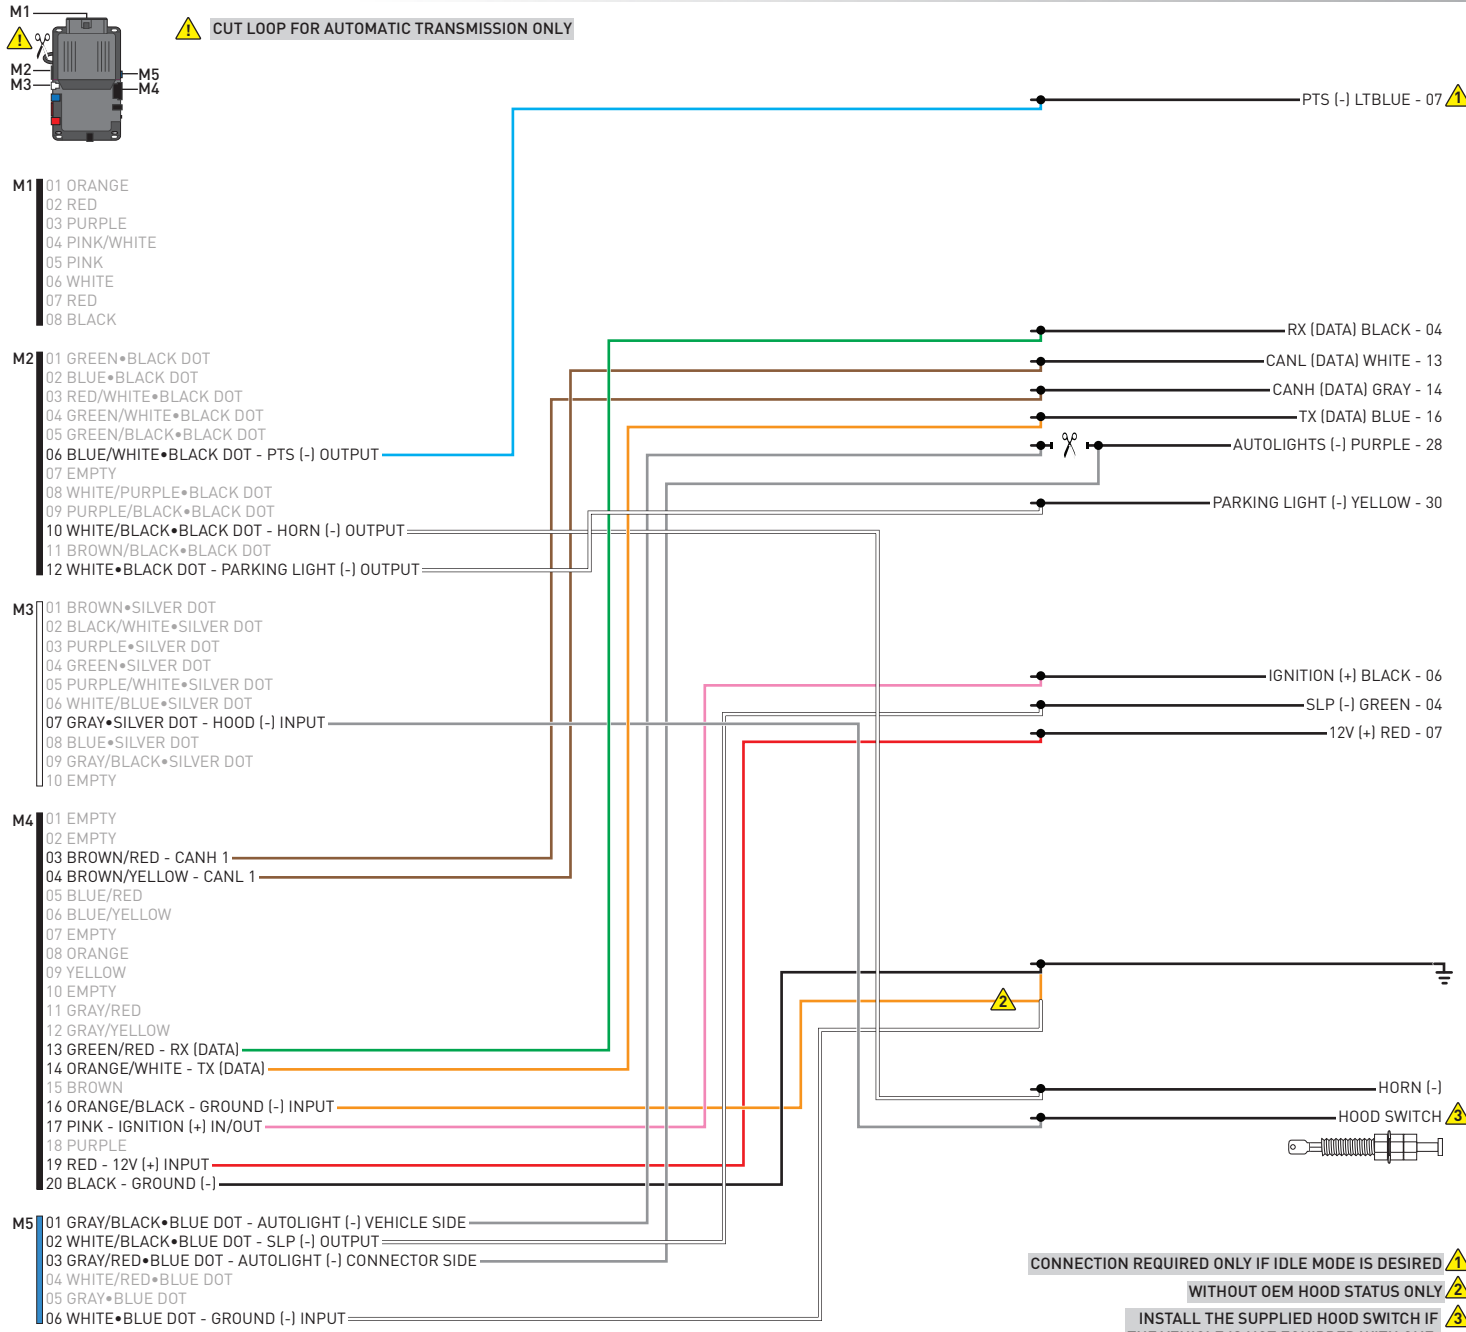 M1
CUT LOOP FOR AUTOMATIC TRANSMISSION ONLY
!
!
M2
M3
M5
M4
PTS (-) LTBLUE - 07 1
M1
01 ORANGE
02 RED
03 PURPLE
04 PINK/WHITE
05 PINK
06 WHITE
07 RED
08 BLACK
M2
01 GREEN•BLACK DOT
02 BLUE•BLACK DOT
03 RED/WHITE•BLACK DOT
04 GREEN/WHITE•BLACK DOT
05 GREEN/BLACK•BLACK DOT
06 BLUE/WHITE•BLACK DOT - PTS (-) OUTPUT
07 EMPTY
08 WHITE/PURPLE•BLACK DOT
09 PURPLE/BLACK•BLACK DOT
10 WHITE/BLACK•BLACK DOT - HORN (-) OUTPUT
11 BROWN/BLACK•BLACK DOT
12 WHITE•BLACK DOT - PARKING LIGHT (-) OUTPUT
RX (DATA) BLACK - 04
CANL (DATA) WHITE - 13
CANH (DATA) GRAY - 14
TX (DATA) BLUE - 16
AUTOLIGHTS (-) PURPLE - 28
PARKING LIGHT (-) YELLOW - 30
M3
01 BROWN•SILVER DOT
02 BLACK/WHITE•SILVER DOT
03 PURPLE•SILVER DOT
04 GREEN•SILVER DOT
05 PURPLE/WHITE•SILVER DOT
06 WHITE/BLUE•SILVER DOT
07 GRAY•SILVER DOT - HOOD (-) INPUT
08 BLUE•SILVER DOT
09 GRAY/BLACK•SILVER DOT
10 EMPTY
IGNITION (+) BLACK - 06
SLP (-) GREEN - 04
12V (+) RED - 07
M4
01 EMPTY
02 EMPTY
03 BROWN/RED - CANH 1
04 BROWN/YELLOW - CANL 1
05 BLUE/RED
06 BLUE/YELLOW
07 EMPTY
08 ORANGE
09 YELLOW
10 EMPTY
11 GRAY/RED
12 GRAY/YELLOW
13 GREEN/RED - RX (DATA)
14 ORANGE/WHITE - TX (DATA)
15 BROWN
16 ORANGE/BLACK - GROUND (-) INPUT
17 PINK - IGNITION (+) IN/OUT
18 PURPLE
19 RED - 12V (+) INPUT
20 BLACK - GROUND (-)
2
HORN (-)
HOOD SWITCH 3
M5
01 GRAY/BLACK•BLUE DOT - AUTOLIGHT (-) VEHICLE SIDE
02 WHITE/BLACK•BLUE DOT - SLP (-) OUTPUT
03 GRAY/RED•BLUE DOT - AUTOLIGHT (-) CONNECTOR SIDE
04 WHITE/RED•BLUE DOT
05 GRAY•BLUE DOT
06 WHITE•BLUE DOT - GROUND (-) INPUT
CONNECTION REQUIRED ONLY IF IDLE MODE IS DESIRED 1
WITHOUT OEM HOOD STATUS ONLY 2
INSTALL THE SUPPLIED HOOD SWITCH IF 3